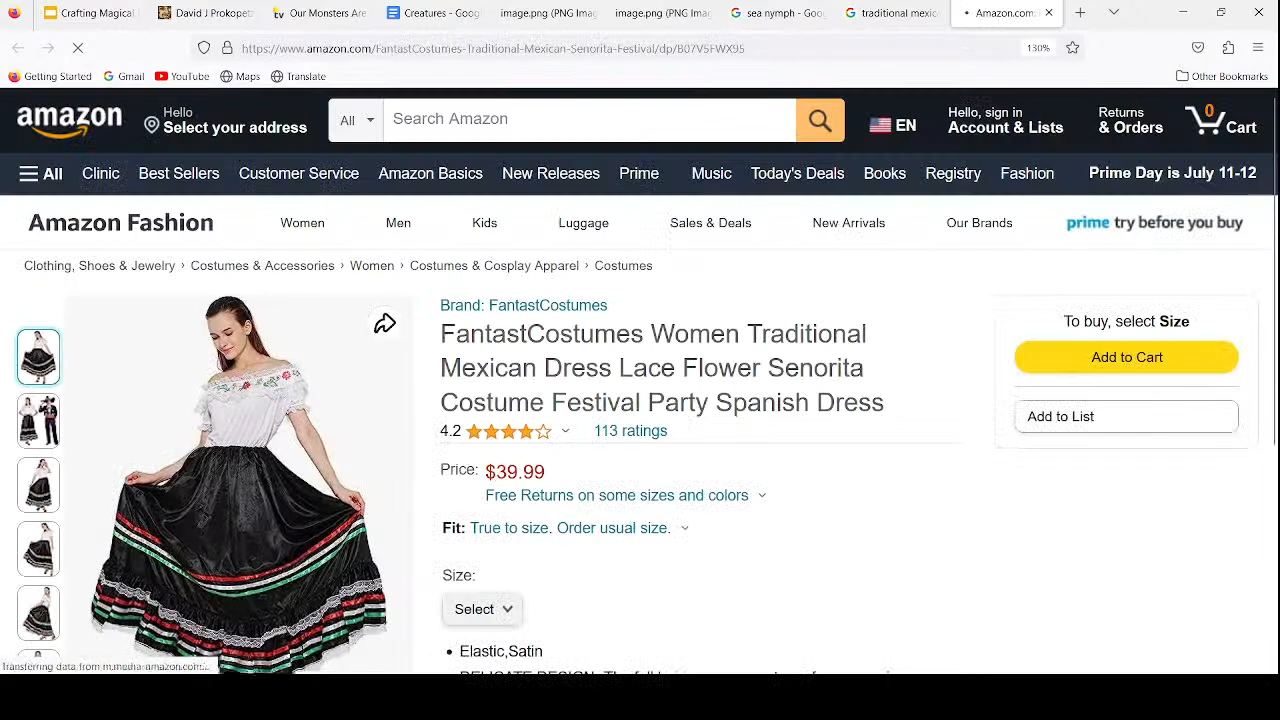 Crafting Magical
David J Prokopet
Our Monsters Are
Creatures - Goog
image.png (PNG Ima
image.png (PNG Ima
sea nymph - Goog
traditional mexic
Amazon.com
https://www.amazon.com/FantastCostumes-Traditional-Mexican-Senorita-Festival/dp/B07V5FWX95
130%
Getting Started
Gmail
YouTube
Maps
Translate
Other Bookmarks
amazon
Hello
Select your address
All
Search Amazon
EN
Hello, sign in
Account & Lists
Returns
& Orders
0
Cart
All
Clinic
Best Sellers
Customer Service
Amazon Basics
New Releases
Prime
Music
Today's Deals
Books
Registry
Fashion
Prime Day is July 11-12
Amazon Fashion
Women
Men
Kids
Luggage
Sales & Deals
New Arrivals
Our Brands
prime try before you buy
Clothing, Shoes & Jewelry › Costumes & Accessories › Women › Costumes & Cosplay Apparel › Costumes
Brand: FantastCostumes
FantastCostumes Women Traditional
Mexican Dress Lace Flower Senorita
Costume Festival Party Spanish Dress
4.2
113 ratings
Price: $39.99
Free Returns on some sizes and colors
Fit: True to size. Order usual size.
Size:
Select
• Elastic,Satin
To buy, select Size
Add to Cart
Add to List
Transferring data from m.media-amazon.com...